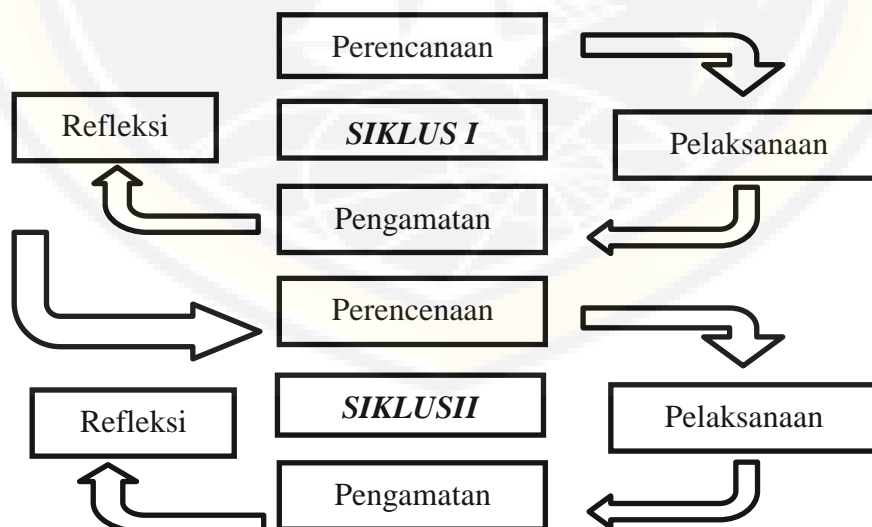 Perencanaan
Refleksi
SIKLUS I
Pelaksanaan
Pengamatan
Perencenaan
Refleksi
SIKLUSII
Pelaksanaan
Pengamatan